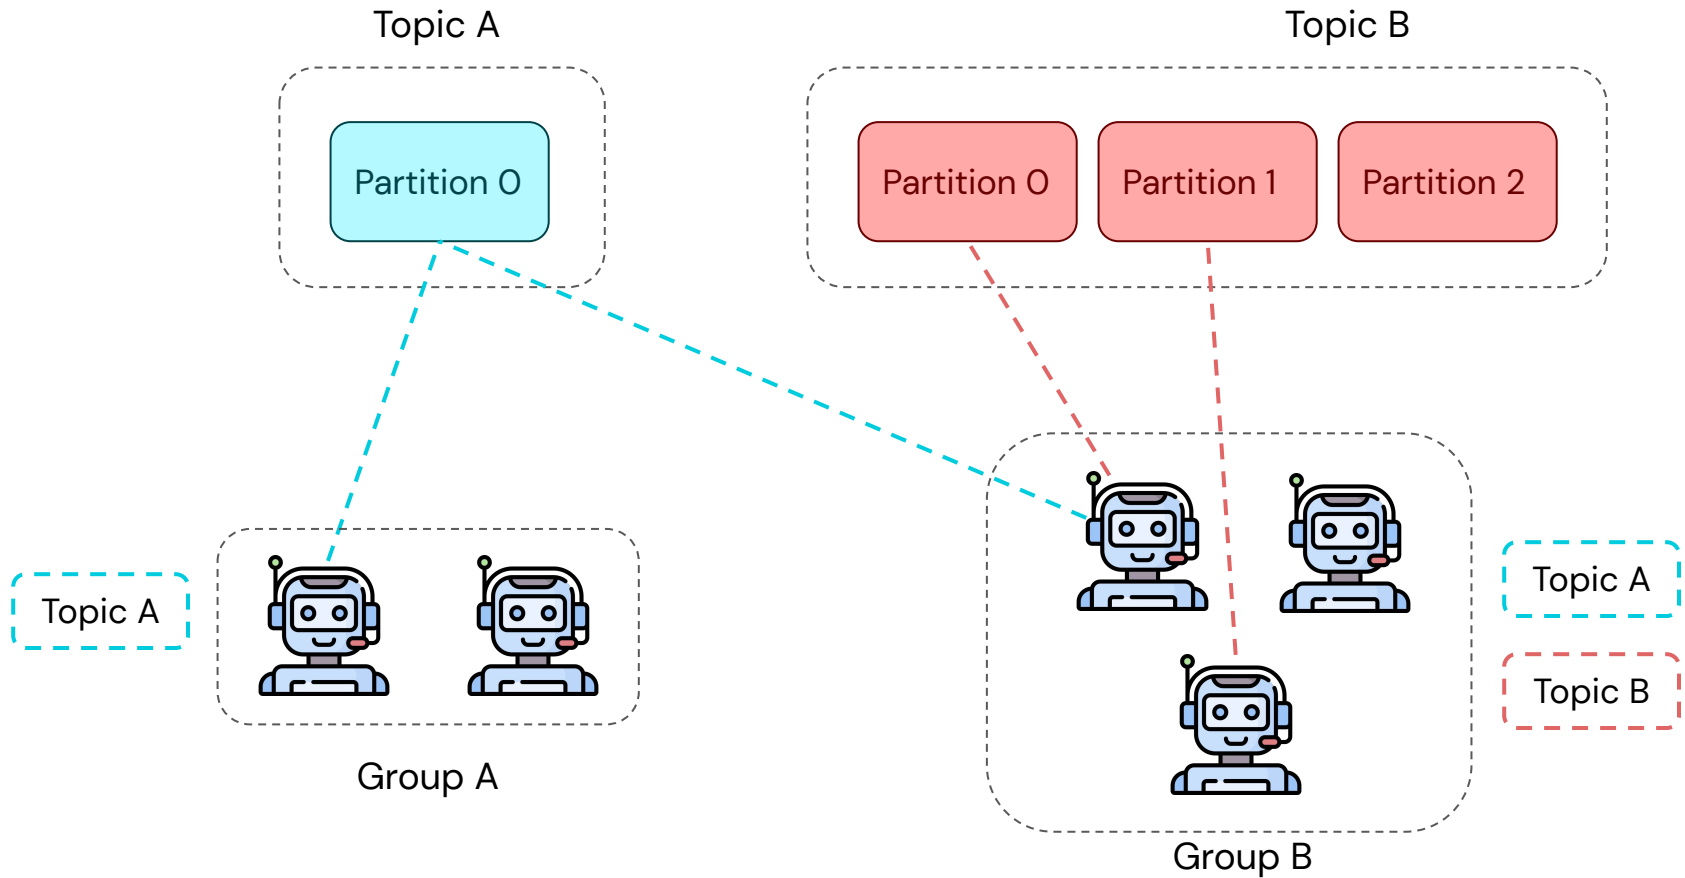 Topic A
Topic B
Partition 0
Partition 0
Partition 1
Partition 2
Topic A
Topic A
Topic B
Group A
Group B